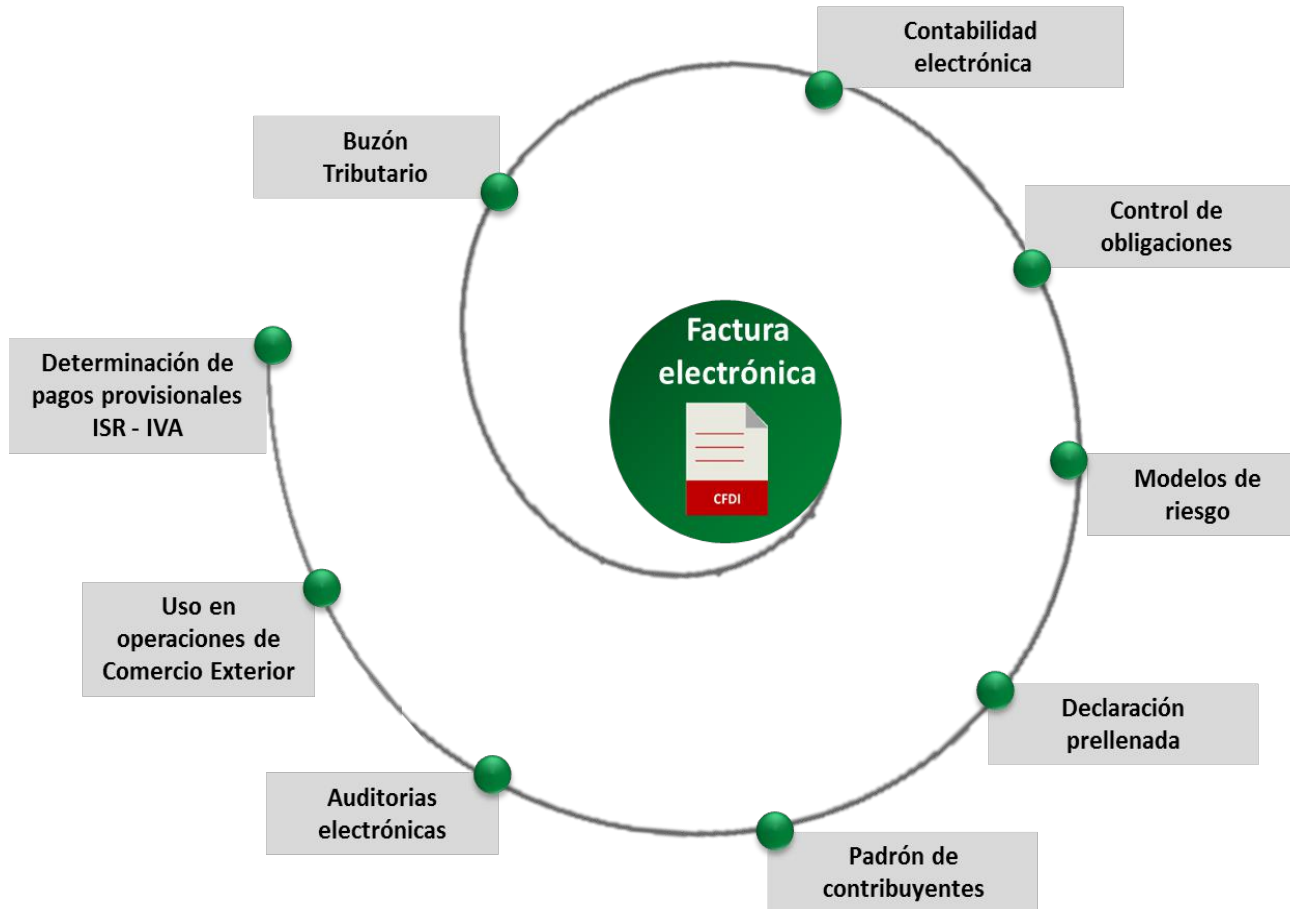 Contabilidad
electrónica
Buzón
Tributario
Control de
obligaciones
Factura
electrónica
CFDI
Determinación de
pagos provisionales
ISR - IVA
Modelos de
riesgo
Uso en
operaciones de
Comercio Exterior
Declaración
prellenada
Auditorias
electrónicas
Padrón de
contribuyentes